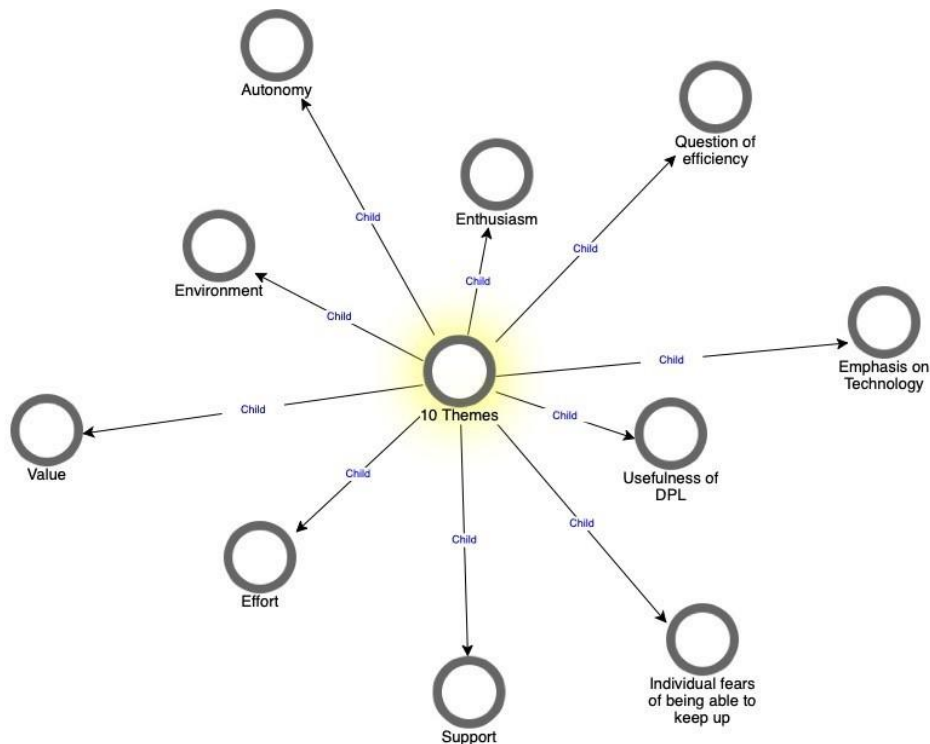 Autonomy
Question of
efficiency
Child
Enthusiasm
Child
Child
Environment
Child
Child
Emphasis on
Technology
Child
10 Themes
Child
Child
Value
Usefulness of
DPL
Child
Child
Child
Effort
Individual fears
of being able to
keep up
Support